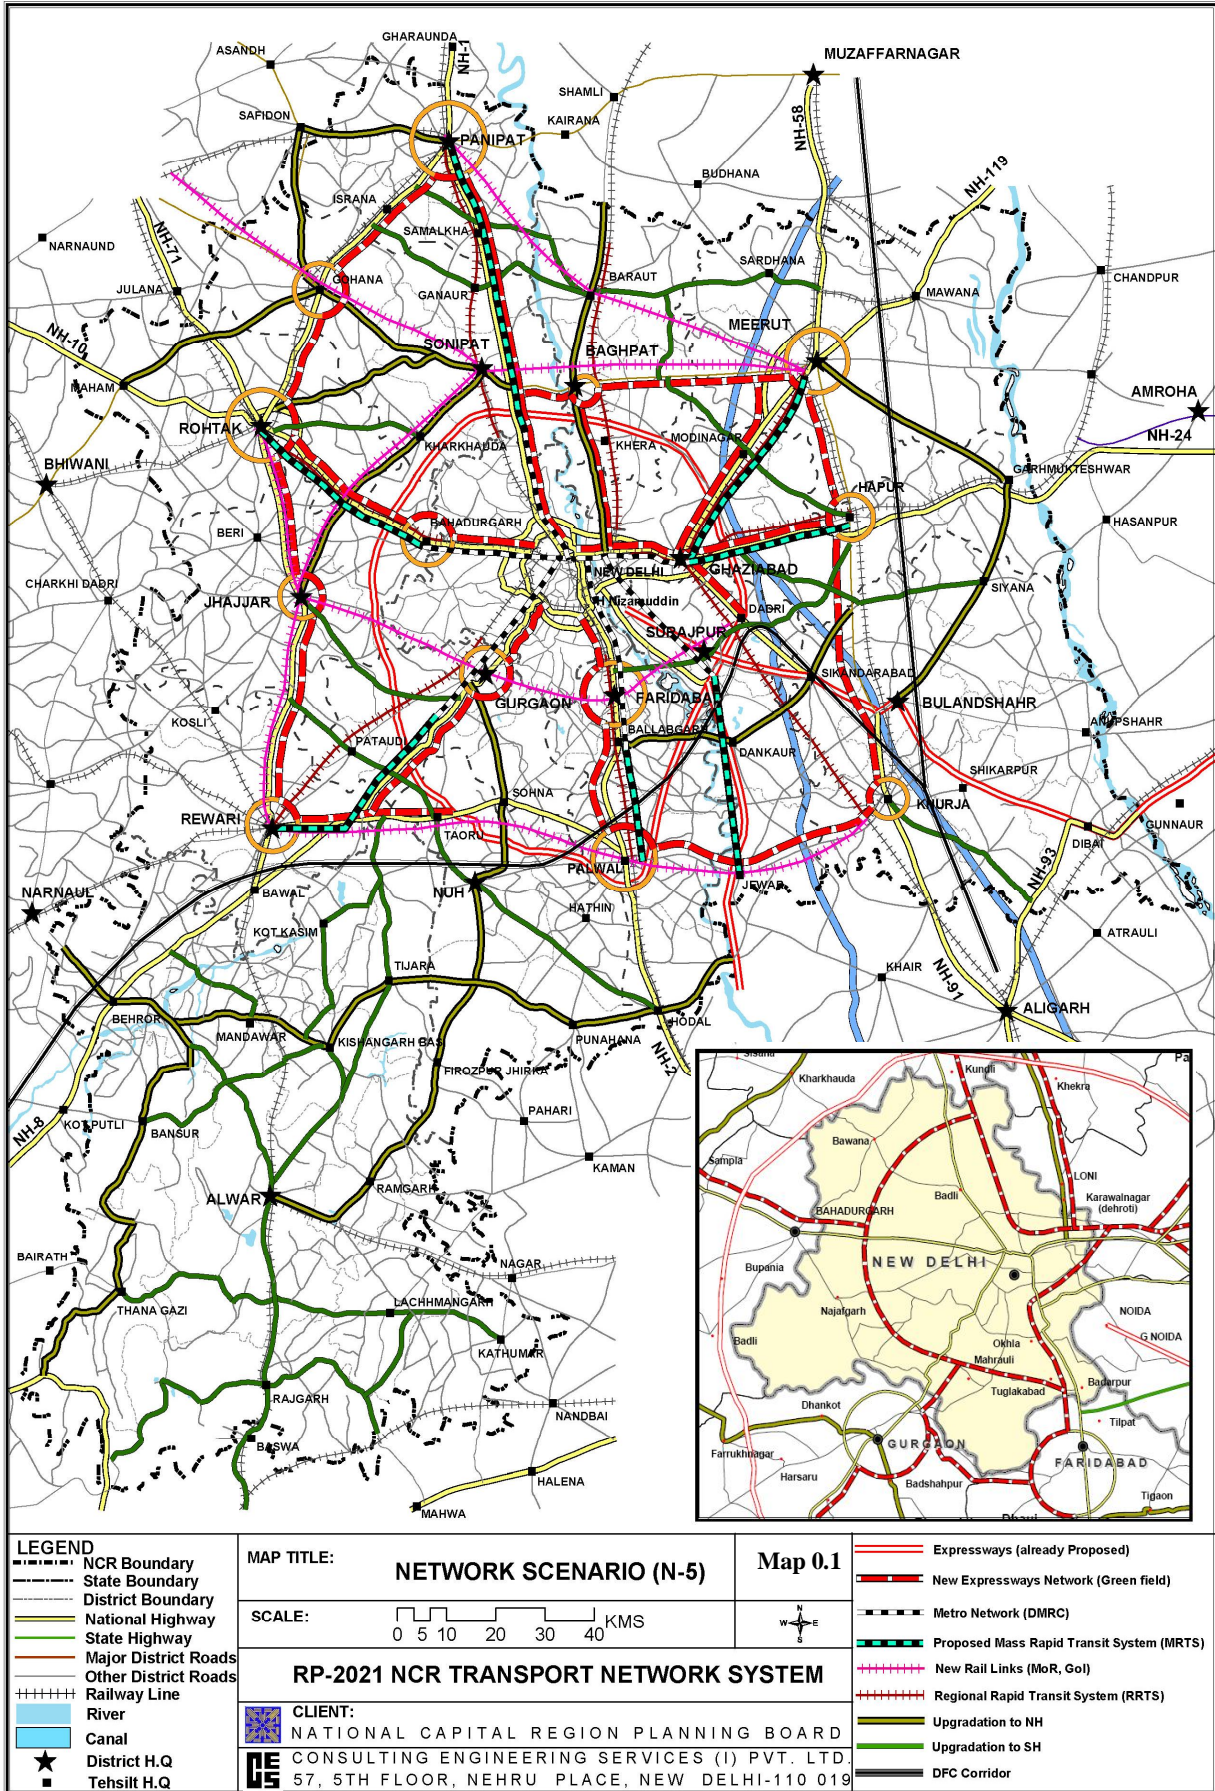 GHARAUNDA
ASANDH
NH-1
MUZAFFARNAGAR
SHAMLI
SAFIDON
KAIRANA
NH-58
PANIPAT
BUDHANA
NH-119
ISRANA
SAMALKHA
NARNAUND
NH-71
SARDHANA
CHANDPUR
GOHANA
BARAUT
JULANA
GANAUR
MAWANA
NH-10
MEERUT
SONIPAT
BAGHPAT
MAHAM
AMROHA
ROHTAK
NH-24
KHARKHAUDA
KHERA
MODINAGAR
BHIWANI
GARHMUKTESHWAR
HAPUR
BAHADURGARH
HASANPUR
BERI
NEW DELHI
GHAZIABAD
CHARKHI DADRI
SIYANA
JHAJJAR
H Nizamuddin
DADRI
SURAJPUR
SIKANDARABAD
GURGAON
FARIDABA
BULANDSHAHR
KOSLI
ANUPSHAHR
BALLABGARH
PATAUDI
DANKAUR
SHIKARPUR
SOHNA
KHURJA
REWARI
TAORU
GUNNAUR
DIBAI
PALWAL
NH-93
NARNAUL
BAWAL
NUH
JEWAR
HATHIN
KOT KASIM
ATRAULI
TIJARA
KHAIR
NH-91
BEHROR
HODAL
ALIGARH
MANDAWAR
KISHANGARH BAS
PUNAHANA
NH-2
FIROZPUR JHIRKA
KOTPUTLI
PAHARI
NH-8
BANSUR
KAMAN
ALWAR
RAMGARH
BAIRATH
NAGAR
THANA GAZI
LACHHMANGARH
KATHUMAR
RAJGARH
NANDBAI
BASWA
HALENA
MAHWA
Sisana
Kundli
Pa
Kharkhauda
Khekra
Bawana
Sampla
LONI
Badli
Karawalnagar
(dehroti)
BAHADURGARH
NEW DELHI
Bupania
Najafgarh
NOIDA
Badli
Okhla
G NOIDA
Mahrauli
Tuglakabad
Badarpur
Dhankot
Tilpat
GURGAON
Farrukhnagar
FARIDABAD
Harsaru
Badshahpur
Tigaon
LEGEND
NCR Boundary
State Boundary
District Boundary
National Highway
State Highway
Major District Roads
Other District Roads
Railway Line
River
Canal
District H.Q
Tehsilt H.Q
MAP TITLE:
NETWORK SCENARIO (N-5)
Map 0.1
SCALE:
0 5 10 20 30 40 KMS
N
W E
S
RP-2021 NCR TRANSPORT NETWORK SYSTEM
CLIENT:
NATIONAL CAPITAL REGION PLANNING BOARD
CES
CONSULTING ENGINEERING SERVICES (I) PVT. LTD.
57, 5TH FLOOR, NEHRU PLACE, NEW DELHI-110 019
Expressways (already Proposed)
New Expressways Network (Green field)
Metro Network (DMRC)
Proposed Mass Rapid Transit System (MRTS)
New Rail Links (MoR, GoI)
Regional Rapid Transit System (RRTS)
Upgradation to NH
Upgradation to SH
DFC Corridor